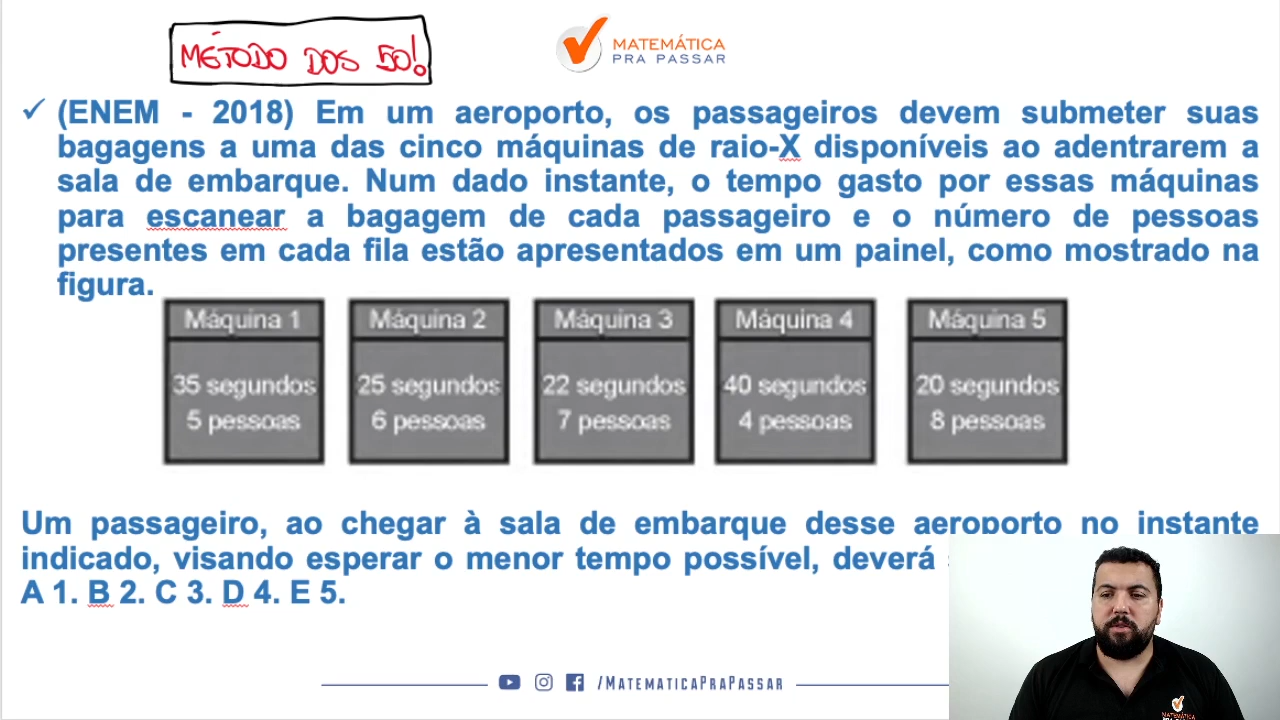 MÉTODO DOS 50!
MATEMÁTICA
PRA PASSAR
✓ (ENEM - 2018) Em um aeroporto, os passageiros devem submeter suas
bagagens a uma das cinco máquinas de raio-X disponíveis ao adentrarem a
sala de embarque. Num dado instante, o tempo gasto por essas máquinas
para escanear a bagagem de cada passageiro e o número de pessoas
presentes em cada fila estão apresentados em um painel, como mostrado na
figura.
Máquina 1
35 segundos
5 pessoas
Máquina 2
25 segundos
6 pessoas
Máquina 3
22 segundos
7 pessoas
Máquina 4
40 segundos
4 pessoas
Máquina 5
20 segundos
8 pessoas
Um passageiro, ao chegar à sala de embarque desse aeroporto no instante
indicado, visando esperar o menor tempo possível, deverá
A 1. B 2. C 3. D 4. E 5.
/MATEMATICAPRAPASSAR
MATEMÁTICA